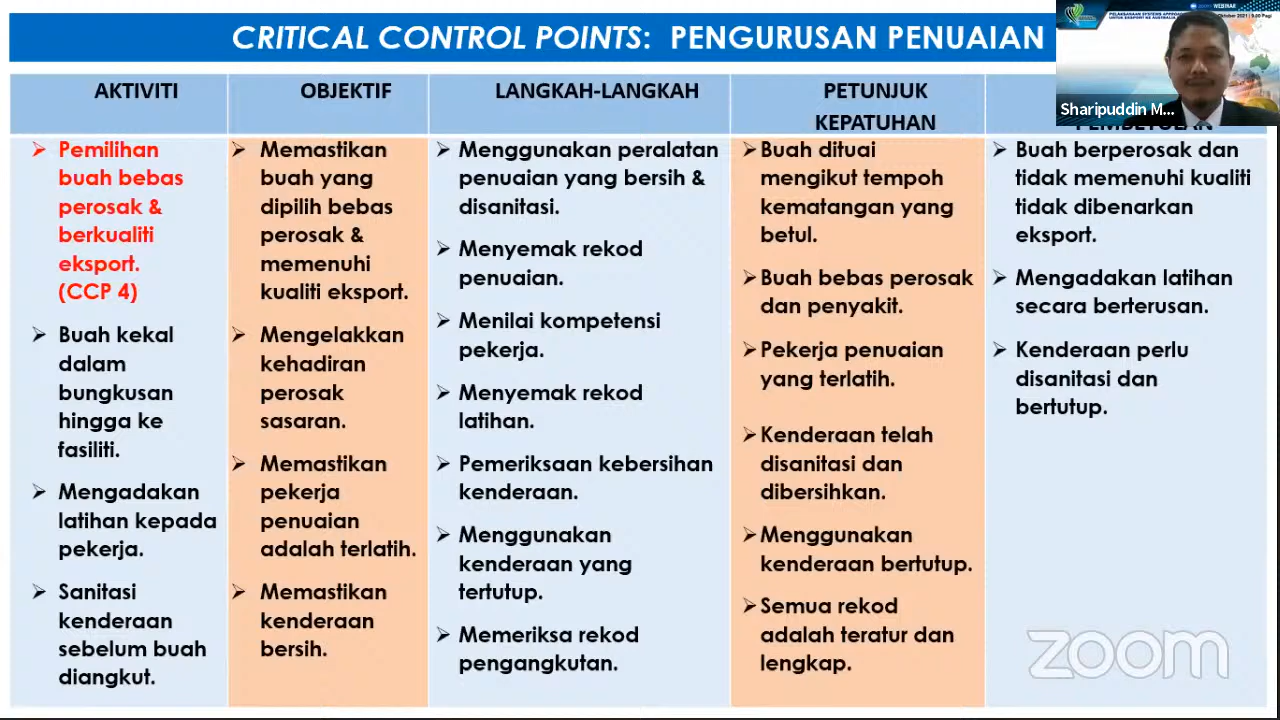 CRITICAL CONTROL POINTS: PENGURUSAN PENUAIAN
zoom WEBINAR
Sharipuddin M...
AKTIVITI
Pemilihan
buah bebas
perosak &
berkualiti
eksport.
(CCP 4)
Buah kekal
dalam
bungkusan
hingga ke
fasiliti.
Mengadakan
latihan kepada
pekerja.
Sanitasi
kenderaan
sebelum buah
diangkut.
OBJEKTIF
Memastikan
buah yang
dipilih bebas
perosak &
memenuhi
kualiti eksport.
Mengelakkan
kehadiran
perosak
sasaran.
Memastikan
pekerja
penuaian
adalah terlatih.
Memastikan
kenderaan
bersih.
LANGKAH-LANGKAH
Menggunakan peralatan
penuaian yang bersih &
disanitasi.
Menyemak rekod
penuaian.
Menilai kompetensi
pekerja.
Menyemak rekod
latihan.
Pemeriksaan kebersihan
kenderaan.
Menggunakan
kenderaan yang
tertutup.
Memeriksa rekod
pengangkutan.
PETUNJUK
KEPATUHAN
Buah dituai
mengikut tempoh
kematangan yang
betul.
Buah bebas perosak
dan penyakit.
Pekerja penuaian
yang terlatih.
Kenderaan telah
disanitasi dan
dibersihkan.
Menggunakan
kenderaan bertutup.
Semua rekod
adalah teratur dan
lengkap.
PEMBETULAN
Buah berperosak dan
tidak memenuhi kualiti
tidak dibenarkan
eksport.
Mengadakan latihan
secara berterusan.
Kenderaan perlu
disanitasi dan
bertutup.
zoom